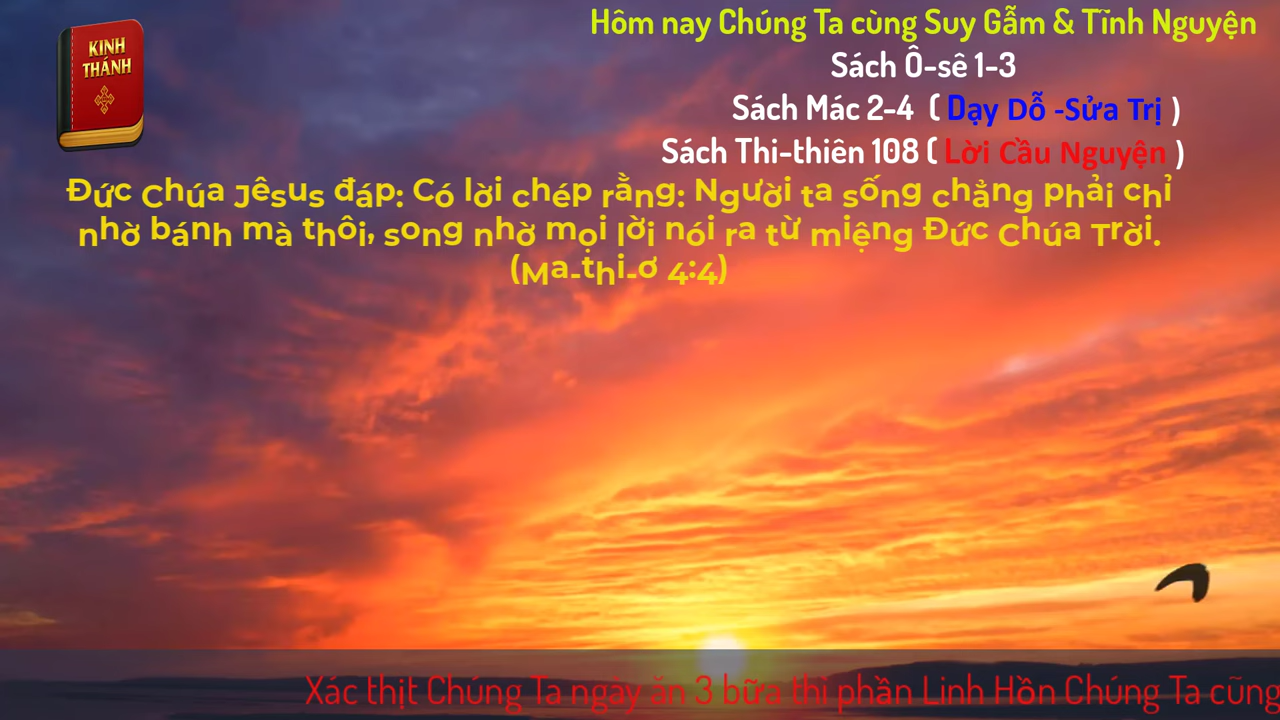 KINH
THÁNH
Hôm nay Chúng Ta cùng Suy Gẫm & Tĩnh Nguyện
Sách Ô-sê 1-3
Sách Mác 2-4 ( Dạy Dỗ -Sửa Trị )
Sách Thi-thiên 108 ( Lời Cầu Nguyện )
Đức Chúa Jêsus đáp: Có lời chép rằng: Người ta sống chẳng phải chỉ
nhờ bánh mà thôi, song nhờ mọi lời nói ra từ miệng Đức Chúa Trời.
(Ma-thi-ơ 4:4)
Xác thịt Chúng Ta ngày ăn 3 bữa thì phần Linh Hồn Chúng Ta cũng